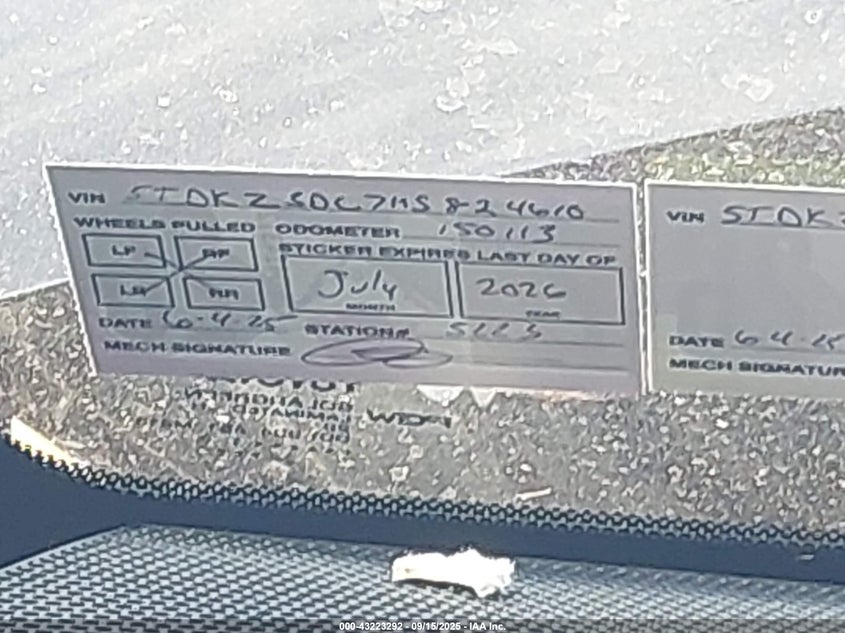 VIN 5TDKZ3DC7HS824610
WHEELS PULLED ODOMETER 150113
STICKER EXPIRES LAST DAY OF
LF RF
July 2026
MONTH YEAR
LR RR
DATE 6-4-25 STATION#
MECH SIGNATURE
VIN 5TDKZ
DATE 6 4-25
MECH SIGNATUR
000-43223292 - 09/15/2025 - IAA Inc.